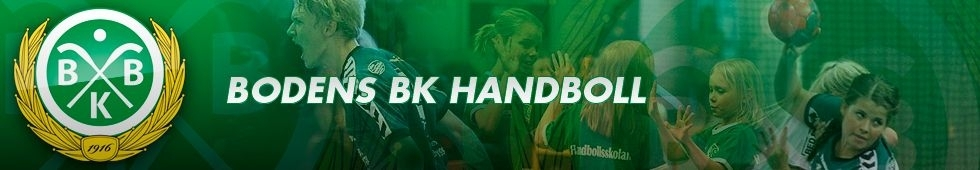 B B
K
1916
BODENS BK HANDBOLL
Handbollsskolan